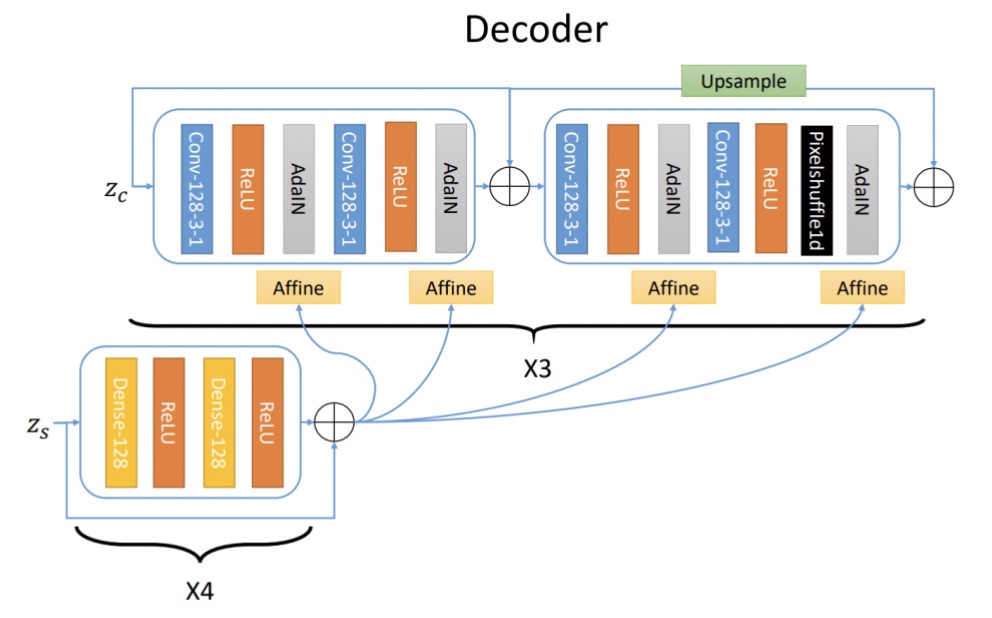 Decoder
Upsample
z_c
Conv-128-3-1
ReLU
AdaIN
Conv-128-3-1
ReLU
AdaIN
Conv-128-3-1
ReLU
AdaIN
Conv-128-3-1
ReLU
Pixelshuffle1d
AdaIN
Affine
Affine
Affine
Affine
X3
z_s
Dense-128
ReLU
Dense-128
ReLU
X4